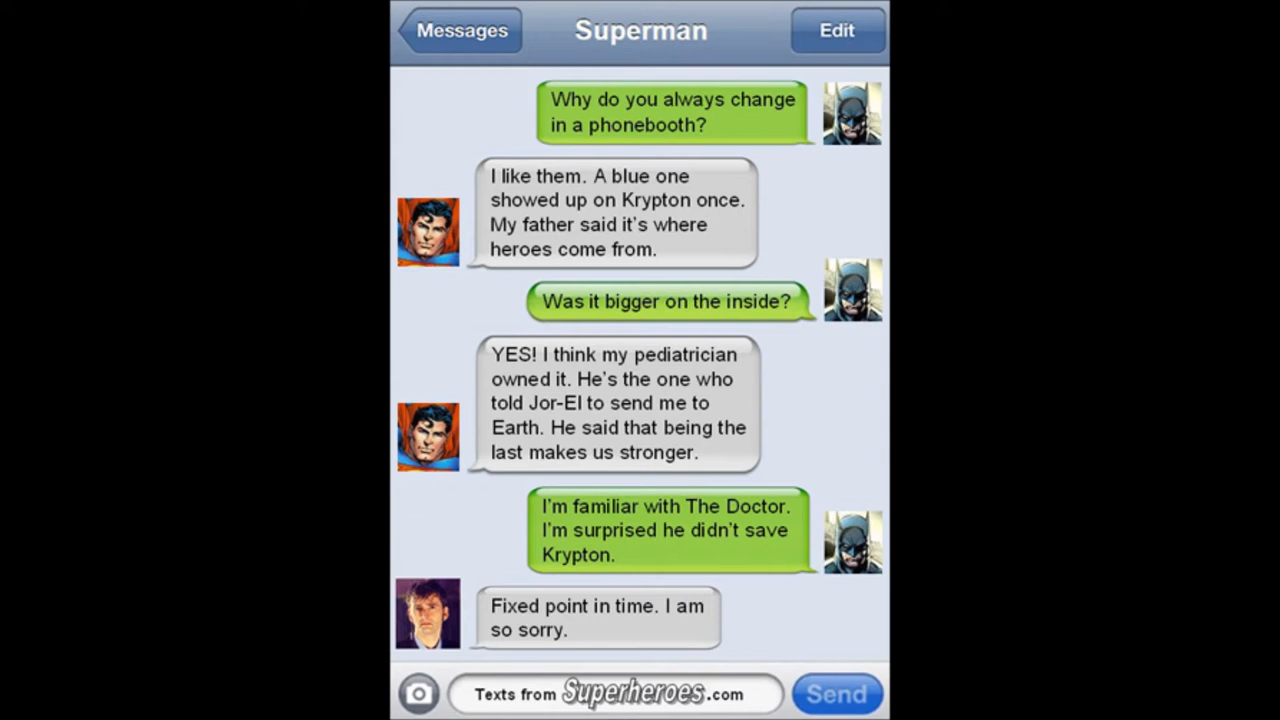 Messages
Superman
Edit
Why do you always change
in a phonebooth?
I like them. A blue one
showed up on Krypton once.
My father said it's where
heroes come from.
Was it bigger on the inside?
YES! I think my pediatrician
owned it. He's the one who
told Jor-El to send me to
Earth. He said that being the
last makes us stronger.
I'm familiar with The Doctor.
I'm surprised he didn't save
Krypton.
Fixed point in time. I am
so sorry.
Texts from Superheroes.com
Send